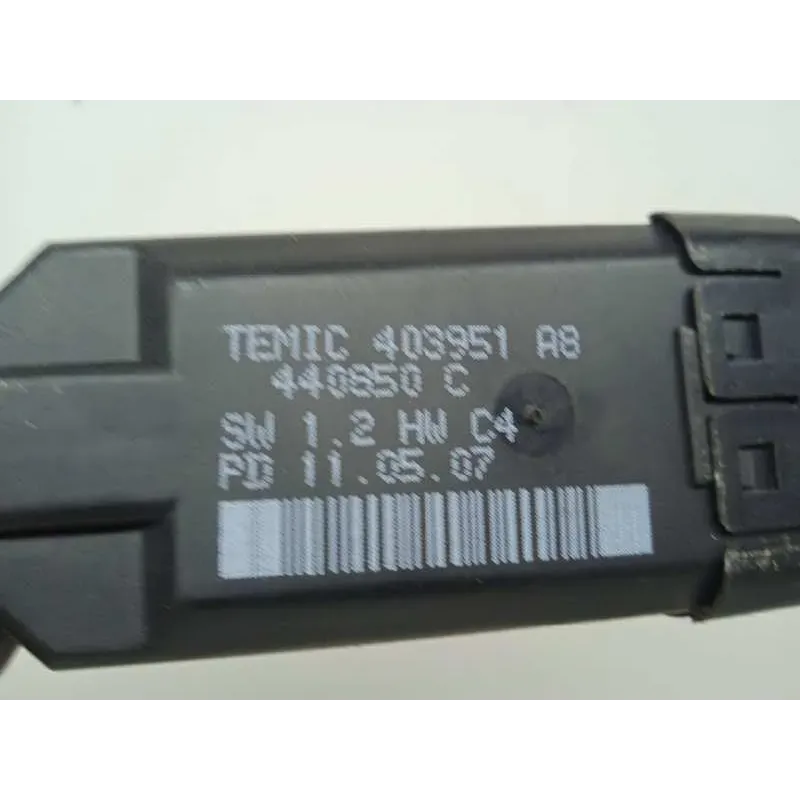 TEMIC 403951 A8
440850 C
SW 1.2 HW C4
PD 11.05.07